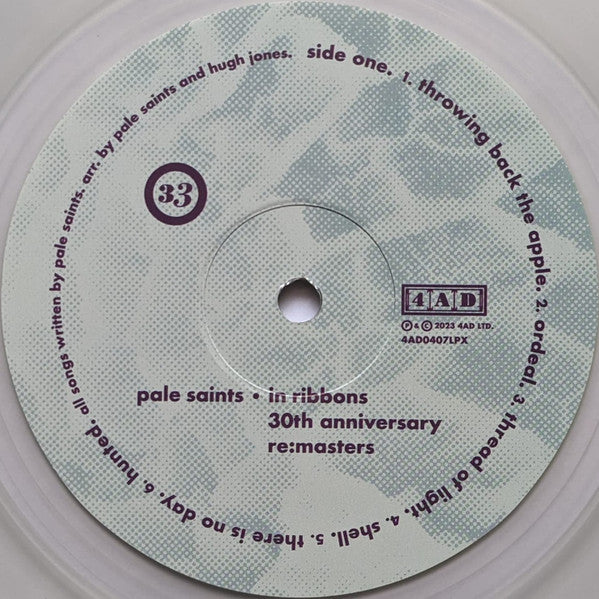 side one. 1. throwing back the apple. 2. ordeal. 3. thread of light. 4. shell. 5. there is no day. 6. hunted. all songs written by pale saints. arr. by pale saints and hugh jones.
33
4AD
℗ & © 2023 4AD LTD.
4AD0407LPX
pale saints • in ribbons
30th anniversary
re:masters